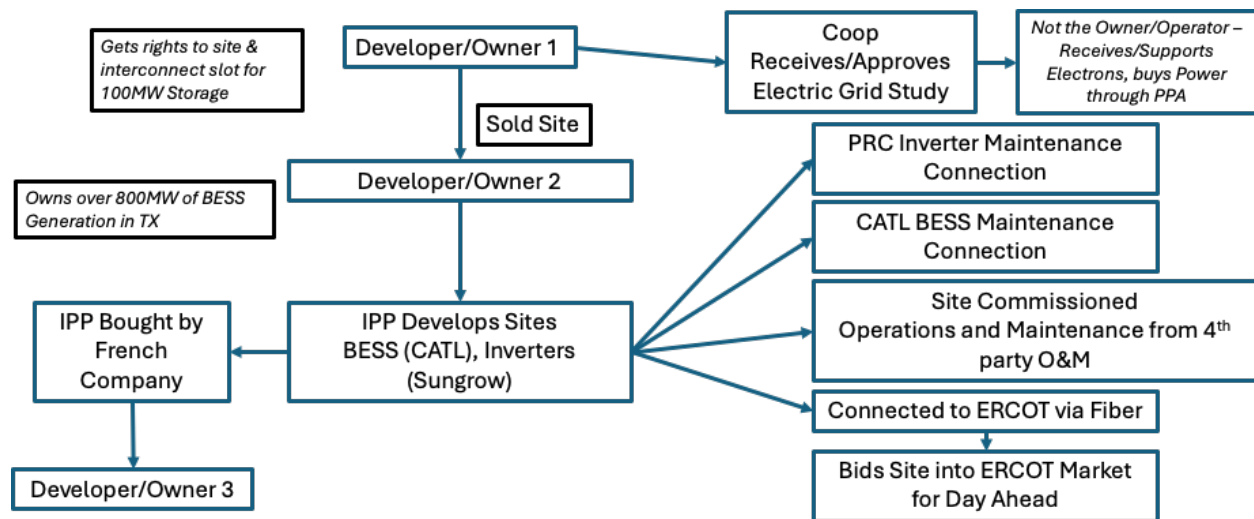 Gets rights to site &
interconnect slot for
100MW Storage
Developer/Owner 1
Coop
Receives/Approves
Electric Grid Study
Not the Owner/Operator –
Receives/Supports
Electrons, buys Power
through PPA
Sold Site
PRC Inverter Maintenance
Connection
Owns over 800MW of BESS
Generation in TX
Developer/Owner 2
CATL BESS Maintenance
Connection
IPP Bought by
French
Company
IPP Develops Sites
BESS (CATL), Inverters
(Sungrow)
Site Commissioned
Operations and Maintenance from 4th
party O&M
Connected to ERCOT via Fiber
Developer/Owner 3
Bids Site into ERCOT Market
for Day Ahead